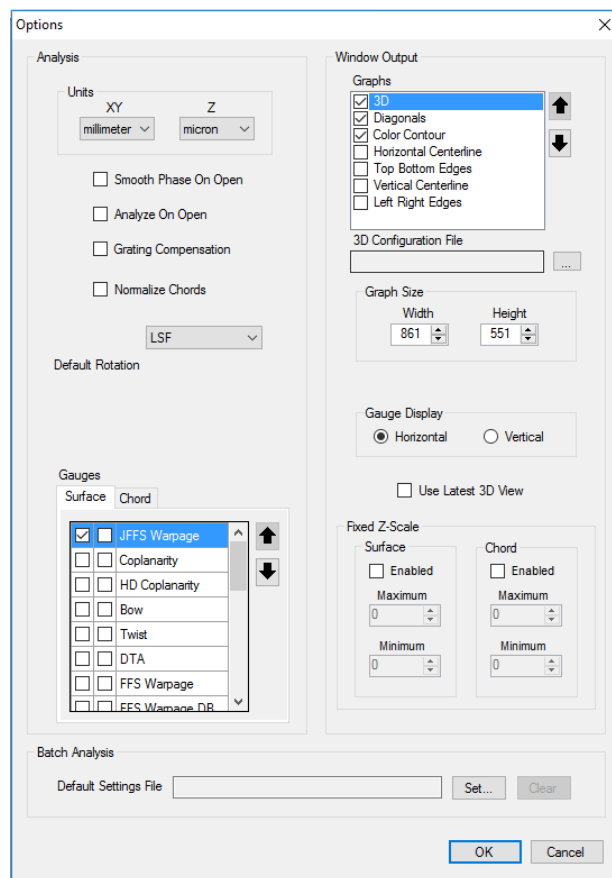 Options
Analysis
Units
XY Z
millimeter micron
Smooth Phase On Open
Analyze On Open
Grating Compensation
Normalize Chords
LSF
Default Rotation
Gauges
Surface Chord
JFFS Warpage
Coplanarity
HD Coplanarity
Bow
Twist
DTA
FFS Warpage
FFS Warpage DB
Window Output
Graphs
3D
Diagonals
Color Contour
Horizontal Centerline
Top Bottom Edges
Vertical Centerline
Left Right Edges
3D Configuration File
...
Graph Size
Width Height
861 551
Gauge Display
Horizontal Vertical
Use Latest 3D View
Fixed Z-Scale
Surface Chord
Enabled Enabled
Maximum Maximum
0 0
Minimum Minimum
0 0
Batch Analysis
Default Settings File Set... Clear
OK Cancel